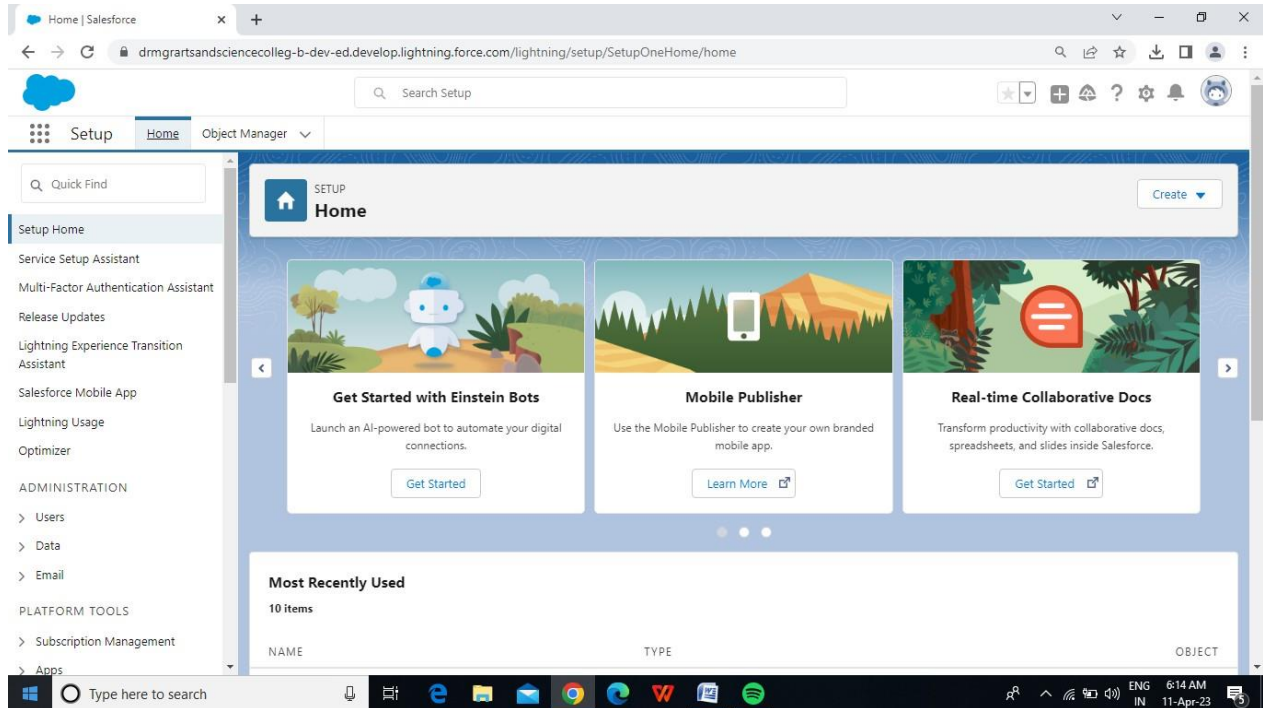 Home | Salesforce
drmgrartsandsciencecolleg-b-dev-ed.develop.lightning.force.com/lightning/setup/SetupOneHome/home
Search Setup
Setup
Home
Object Manager
Quick Find
Setup Home
Service Setup Assistant
Multi-Factor Authentication Assistant
Release Updates
Lightning Experience Transition
Assistant
Salesforce Mobile App
Lightning Usage
Optimizer
ADMINISTRATION
Users
Data
Email
PLATFORM TOOLS
Subscription Management
Apps
SETUP
Home
Create
Get Started with Einstein Bots
Launch an AI-powered bot to automate your digital
connections.
Get Started
Mobile Publisher
Use the Mobile Publisher to create your own branded
mobile app.
Learn More
Real-time Collaborative Docs
Transform productivity with collaborative docs,
spreadsheets, and slides inside Salesforce.
Get Started
Most Recently Used
10 items
NAME
TYPE
OBJECT
Type here to search
ENG
IN
6:14 AM
11-Apr-23
5